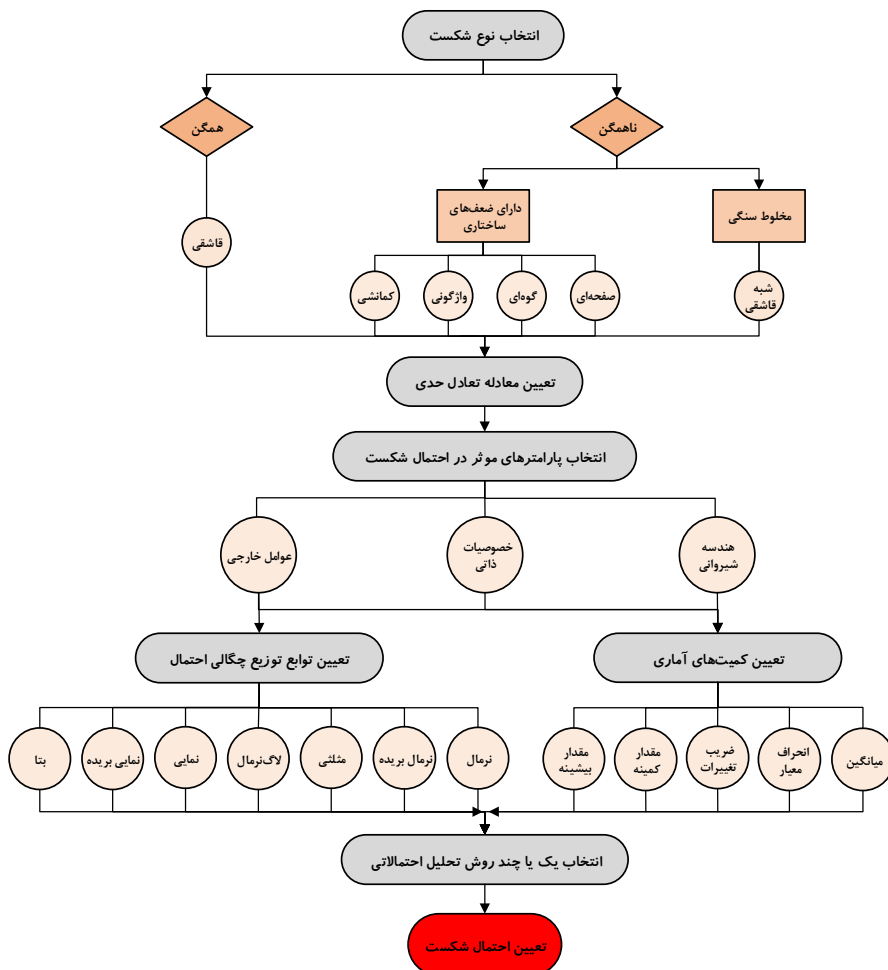 انتخاب نوع شکست
ناهمگن
همگن
مخلوط سنگی
دارای ضعف‌های
ساختاری
قاشقی
شبه
قاشقی
صفحه‌ای
گوه‌ای
واژگونی
کمانشی
تعیین معادله تعادل حدی
انتخاب پارامترهای موثر در احتمال شکست
هندسه
شیروانی
خصوصیات
ذاتی
عوامل خارجی
تعیین کمیت‌های آماری
تعیین توابع توزیع چگالی احتمال
میانگین
انحراف
معیار
ضریب
تغییرات
مقدار
کمینه
مقدار
بیشینه
نرمال
نرمال بریده
مثلثی
لاگ‌نرمال
نمایی
نمایی بریده
بتا
انتخاب یک یا چند روش تحلیل احتمالاتی
تعیین احتمال شکست